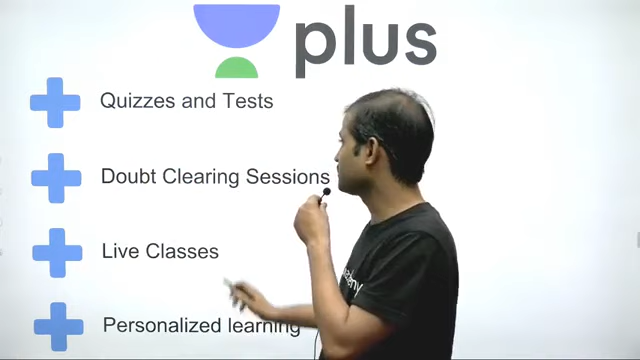 plus
Quizzes and Tests
Doubt Clearing Sessions
Live Classes
Personalized learning